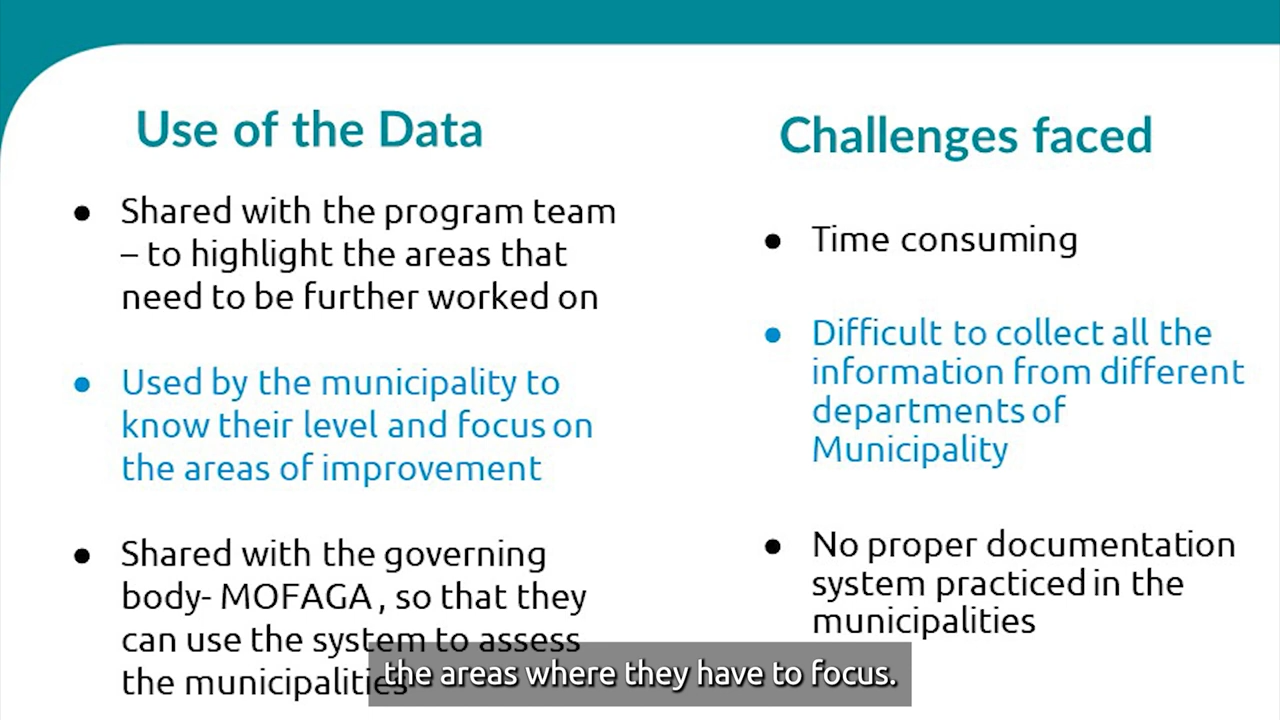 Use of the Data
● Shared with the program team
– to highlight the areas that
need to be further worked on
● Used by the municipality to
know their level and focus on
the areas of improvement
● Shared with the governing
body- MOFAGA , so that they
can use the system to assess
the municipalities
Challenges faced
● Time consuming
● Difficult to collect all the
information from different
departments of
Municipality
● No proper documentation
system practiced in the
municipalities
the areas where they have to focus.